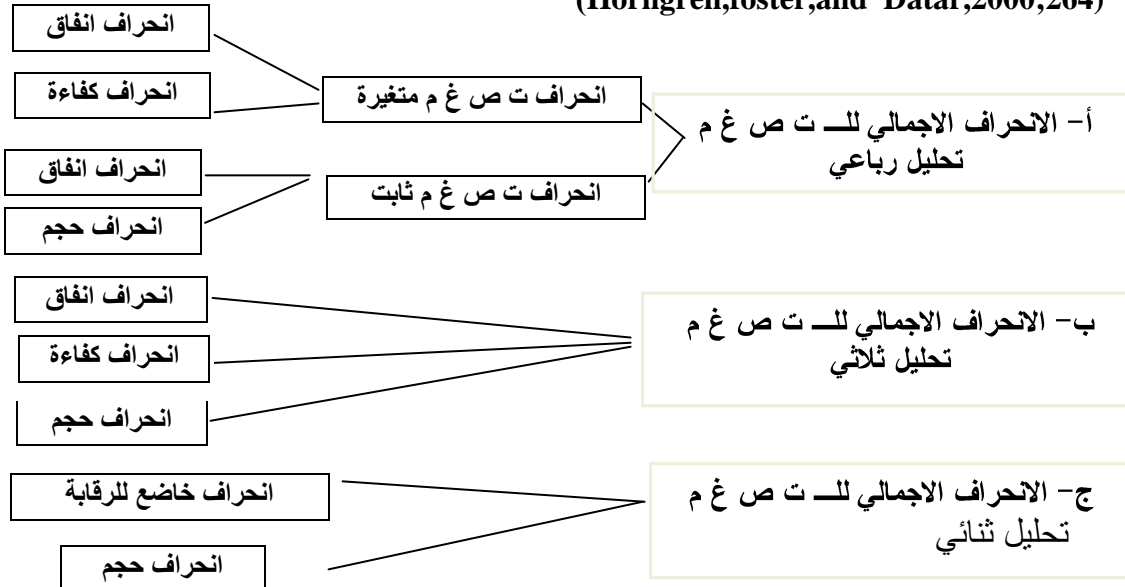 (Horngren,foster,and Datar,2000,264)
أ– الانحراف الاجمالي للـــ ت ص غ م
تحليل رباعي
انحراف ت ص غ م متغيرة
انحراف انفاق
انحراف كفاءة
انحراف ت ص غ م ثابت
انحراف انفاق
انحراف حجم
ب– الانحراف الاجمالي للـــ ت ص غ م
تحليل ثلاثي
انحراف انفاق
انحراف كفاءة
انحراف حجم
ج– الانحراف الاجمالي للـــ ت ص غ م
تحليل ثنائي
انحراف خاضع للرقابة
انحراف حجم